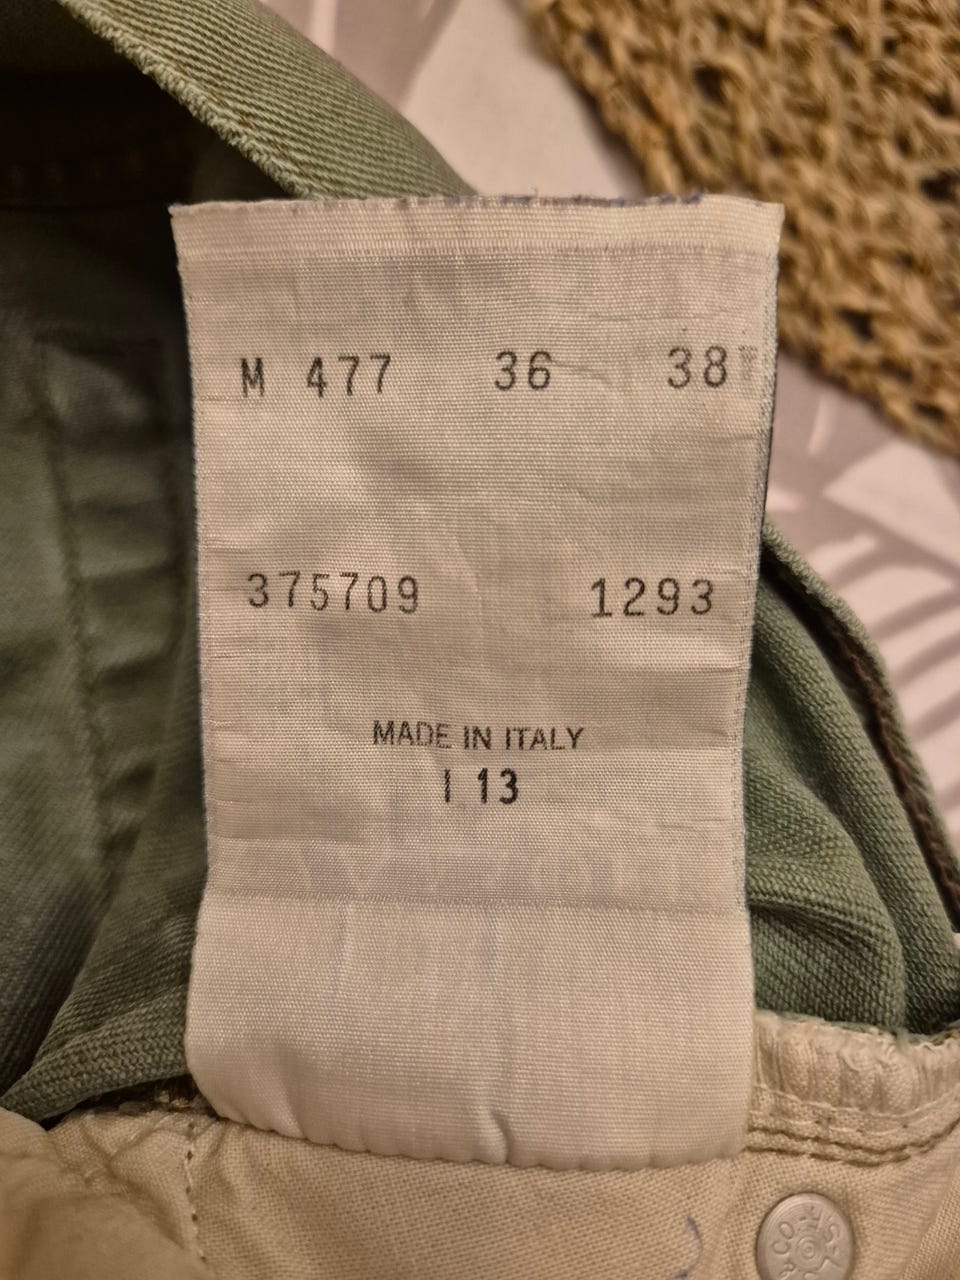 M 477 36 38
375709 1293
MADE IN ITALY
I 13